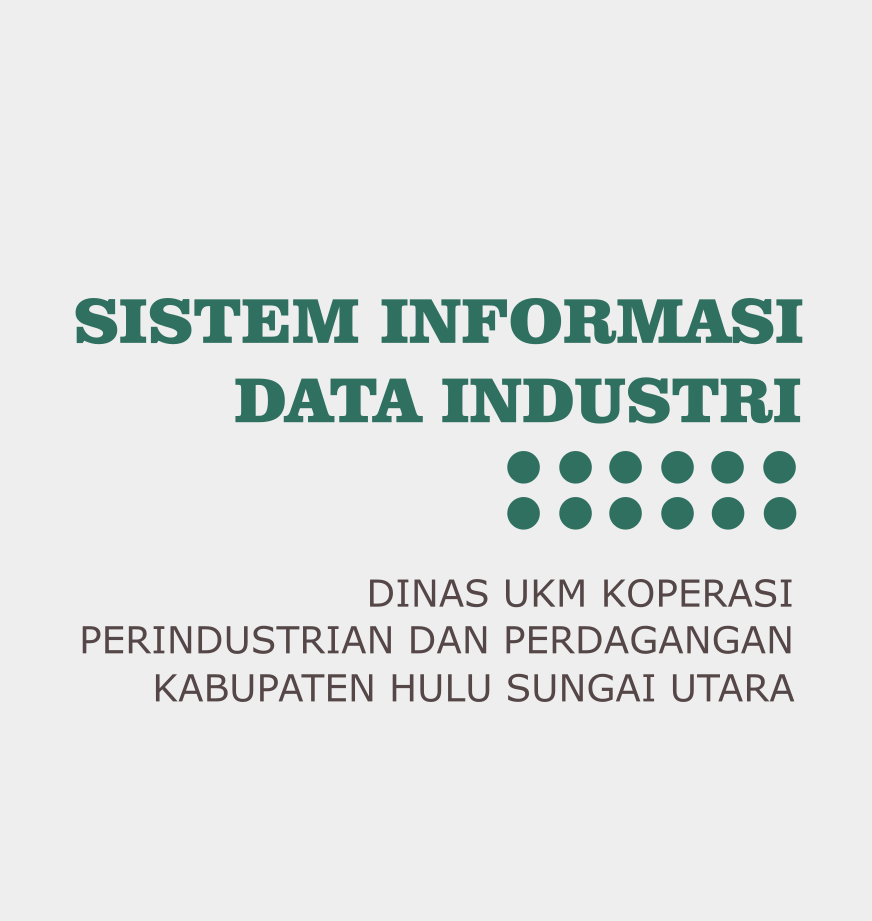 SISTEM INFORMASI
DATA INDUSTRI
DINAS UKM KOPERASI
PERINDUSTRIAN DAN PERDAGANGAN
KABUPATEN HULU SUNGAI UTARA